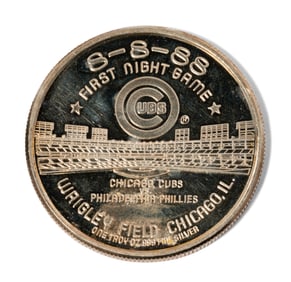 8-8-88
FIRST NIGHT GAME
CUBS
®
CHICAGO CUBS
PHILADELPHIA PHILLIES
WRIGLEY FIELD CHICAGO, IL.
ONE TROY OZ .999 FINE SILVER